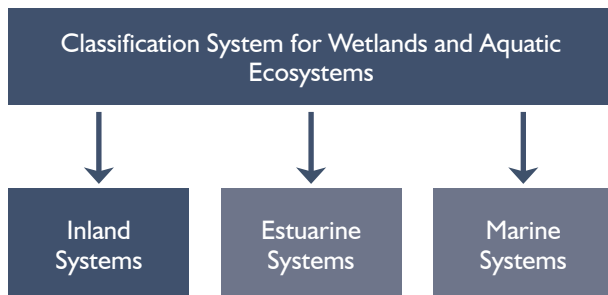 Classification System for Wetlands and Aquatic
Ecosystems
Inland
Systems
Estuarine
Systems
Marine
Systems